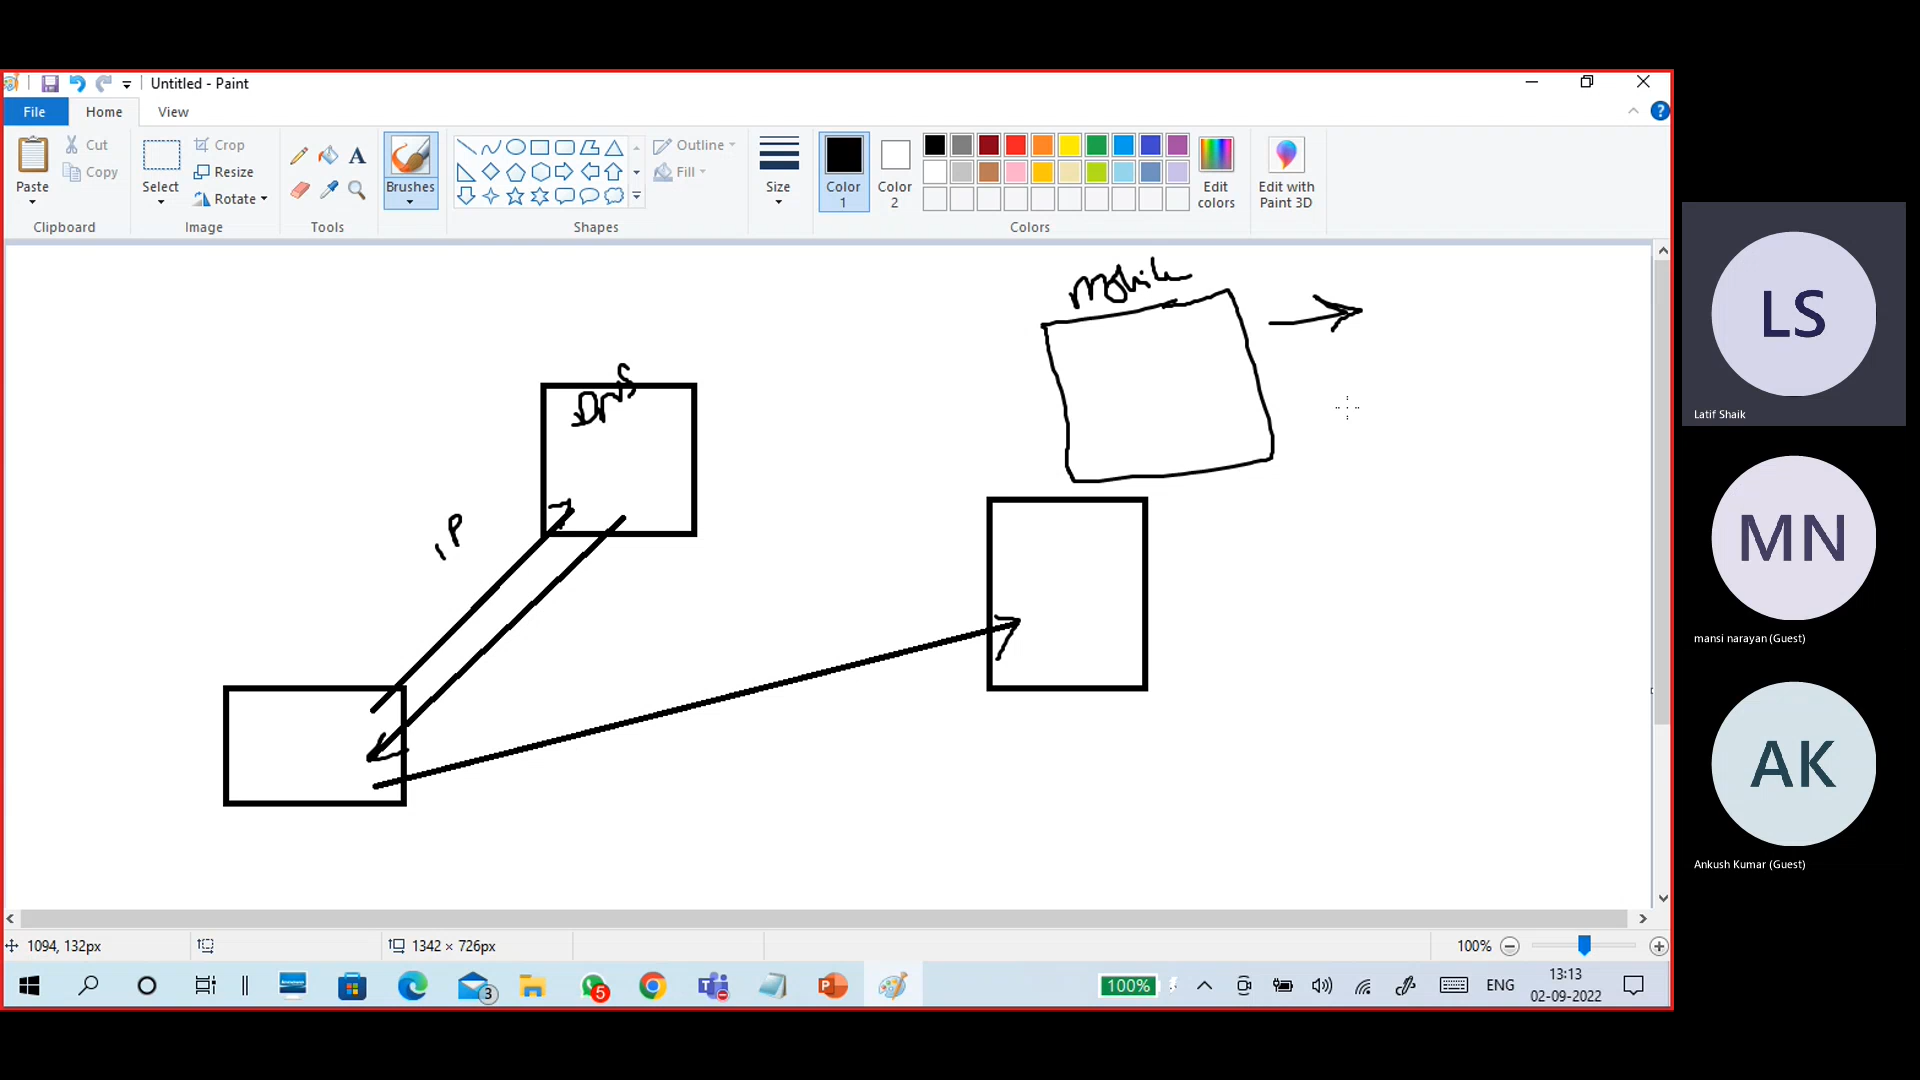 Untitled - Paint
File Home View
Paste Cut Copy Clipboard
Select Crop Resize Rotate Image
A Tools
Brushes
Shapes Outline Fill
Size
Color 1 Color 2 Edit colors Colors
Edit with Paint 3D
?
LS
Latif Shaik
MN
mansi narayan (Guest)
AK
Ankush Kumar (Guest)
Mobile
DNS
IP
1094, 132px
1342 × 726px
100%
3
5
P
100%
ENG
13:13
02-09-2022